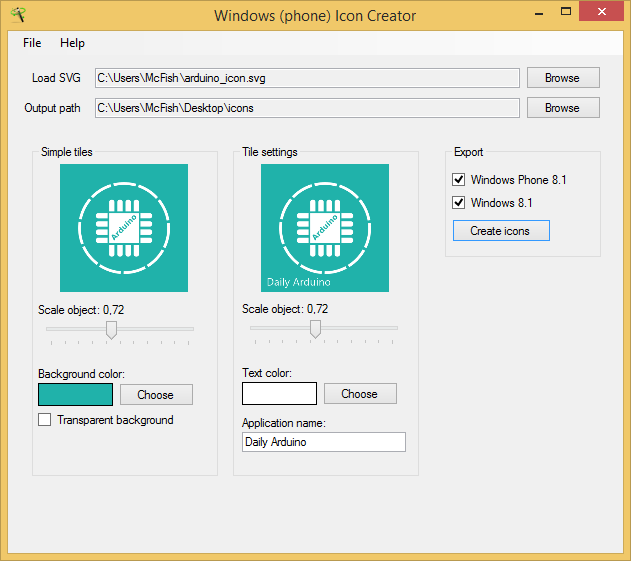 Windows (phone) Icon Creator
File Help
Load SVG C:\Users\McFish\arduino_icon.svg Browse
Output path C:\Users\McFish\Desktop\icons Browse
Simple tiles
Arduino
Scale object: 0,72
Background color:
Choose
Transparent background
Tile settings
Arduino
Daily Arduino
Scale object: 0,72
Text color:
Choose
Application name:
Daily Arduino
Export
Windows Phone 8.1
Windows 8.1
Create icons